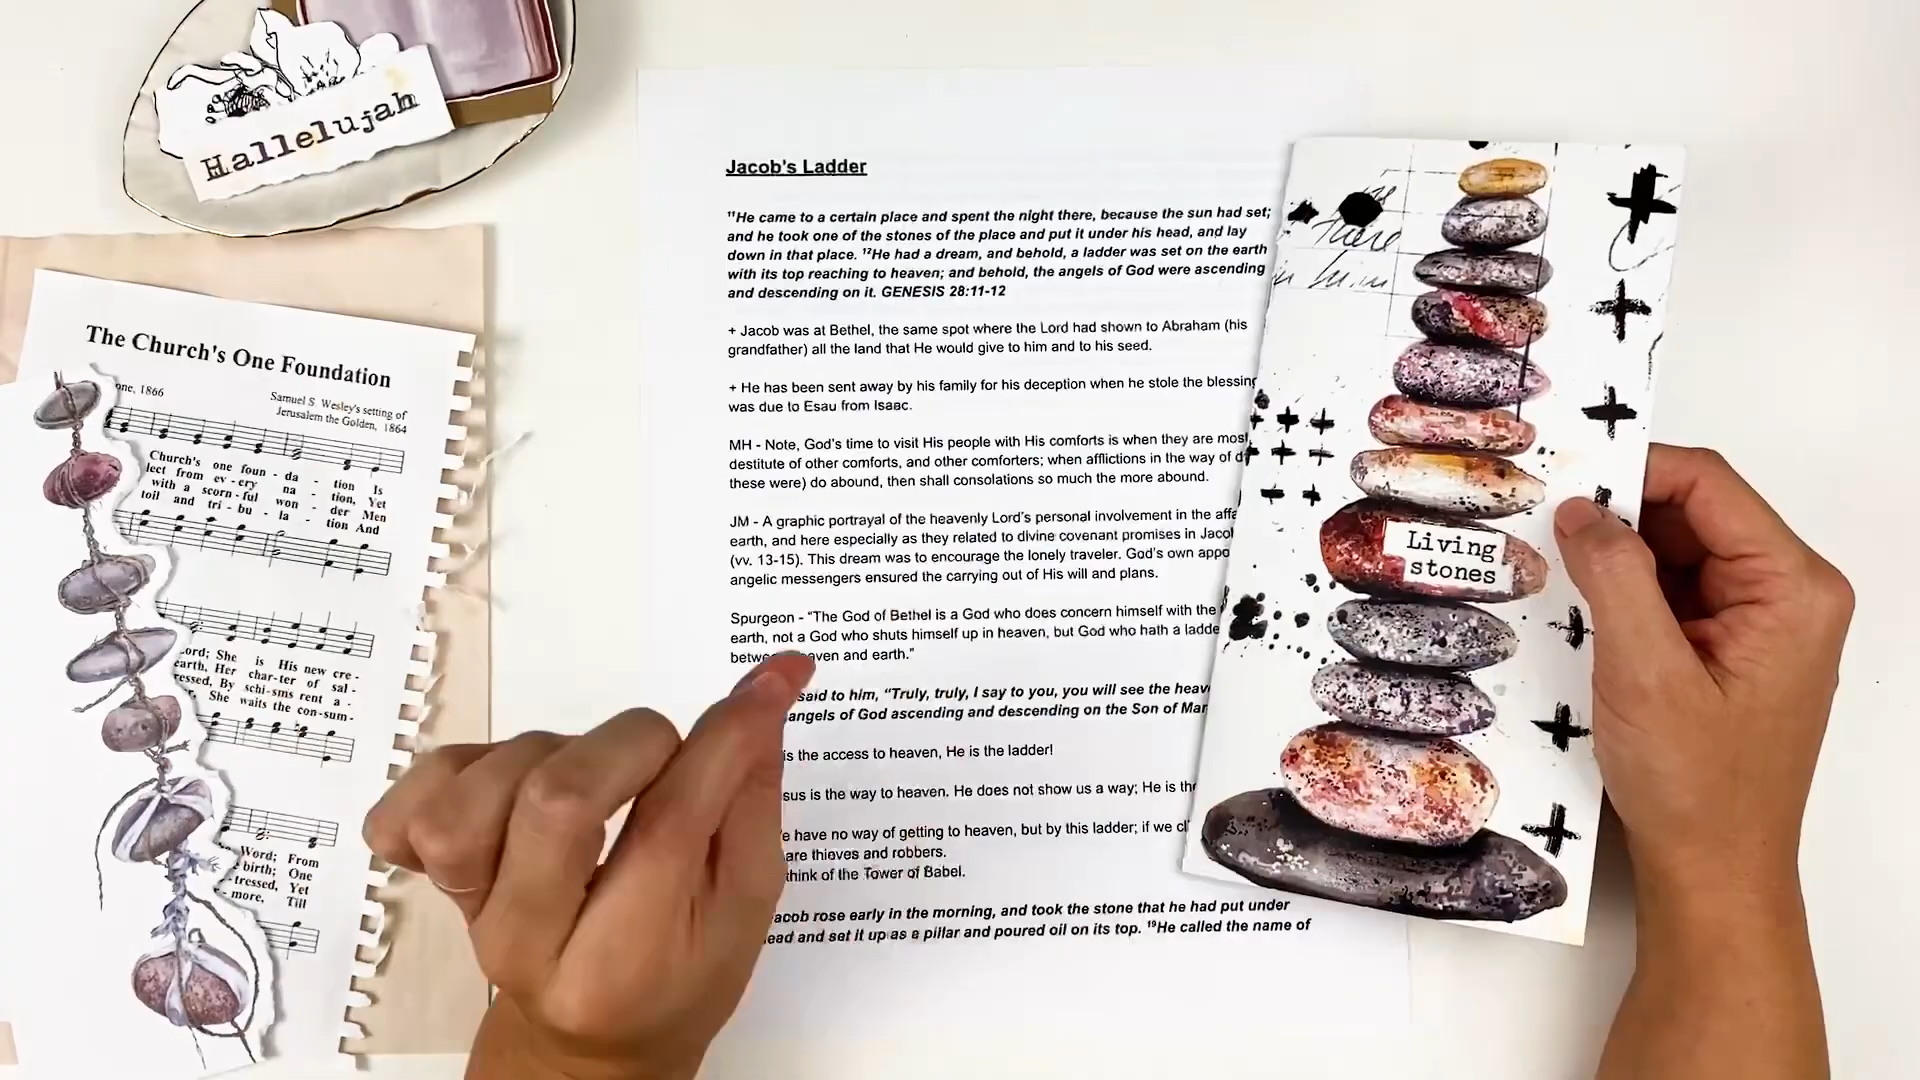 Hallelujah
The Church's One Foundation
one, 1866
Samuel S. Wesley's setting of
Jerusalem the Golden, 1864
Church's one foun - da - tion Is
lect from ev - ery na - tion, Yet
with a scorn - ful won - der Men
toil and tri - bu - la - tion And
Lord; She is His new cre -
earth, Her char - ter of sal -
ressed, By schi - sms rent a -
She waits the con - sum -
Word; From
birth; One
tressed, Yet
more, Till
Jacob's Ladder
¹¹He came to a certain place and spent the night there, because the sun had set;
and he took one of the stones of the place and put it under his head, and lay
down in that place. ¹²He had a dream, and behold, a ladder was set on the earth
with its top reaching to heaven; and behold, the angels of God were ascending
and descending on it. GENESIS 28:11-12
+ Jacob was at Bethel, the same spot where the Lord had shown to Abraham (his
grandfather) all the land that He would give to him and to his seed.
+ He has been sent away by his family for his deception when he stole the blessing
was due to Esau from Isaac.
MH - Note, God's time to visit His people with His comforts is when they are most
destitute of other comforts, and other comforters; when afflictions in the way of d
these were) do abound, then shall consolations so much the more abound.
JM - A graphic portrayal of the heavenly Lord's personal involvement in the affa
earth, and here especially as they related to divine covenant promises in Jacob
(vv. 13-15). This dream was to encourage the lonely traveler. God's own appo
angelic messengers ensured the carrying out of His will and plans.
Spurgeon - "The God of Bethel is a God who does concern himself with the
earth, not a God who shuts himself up in heaven, but God who hath a ladde
between heaven and earth."
said to him, "Truly, truly, I say to you, you will see the heave
angels of God ascending and descending on the Son of Man
is the access to heaven, He is the ladder!
sus is the way to heaven. He does not show us a way; He is the
e have no way of getting to heaven, but by this ladder; if we cl
are thieves and robbers.
think of the Tower of Babel.
acob rose early in the morning, and took the stone that he had put under
ead and set it up as a pillar and poured oil on its top. ¹⁹He called the name of
there
in him
Living
stones